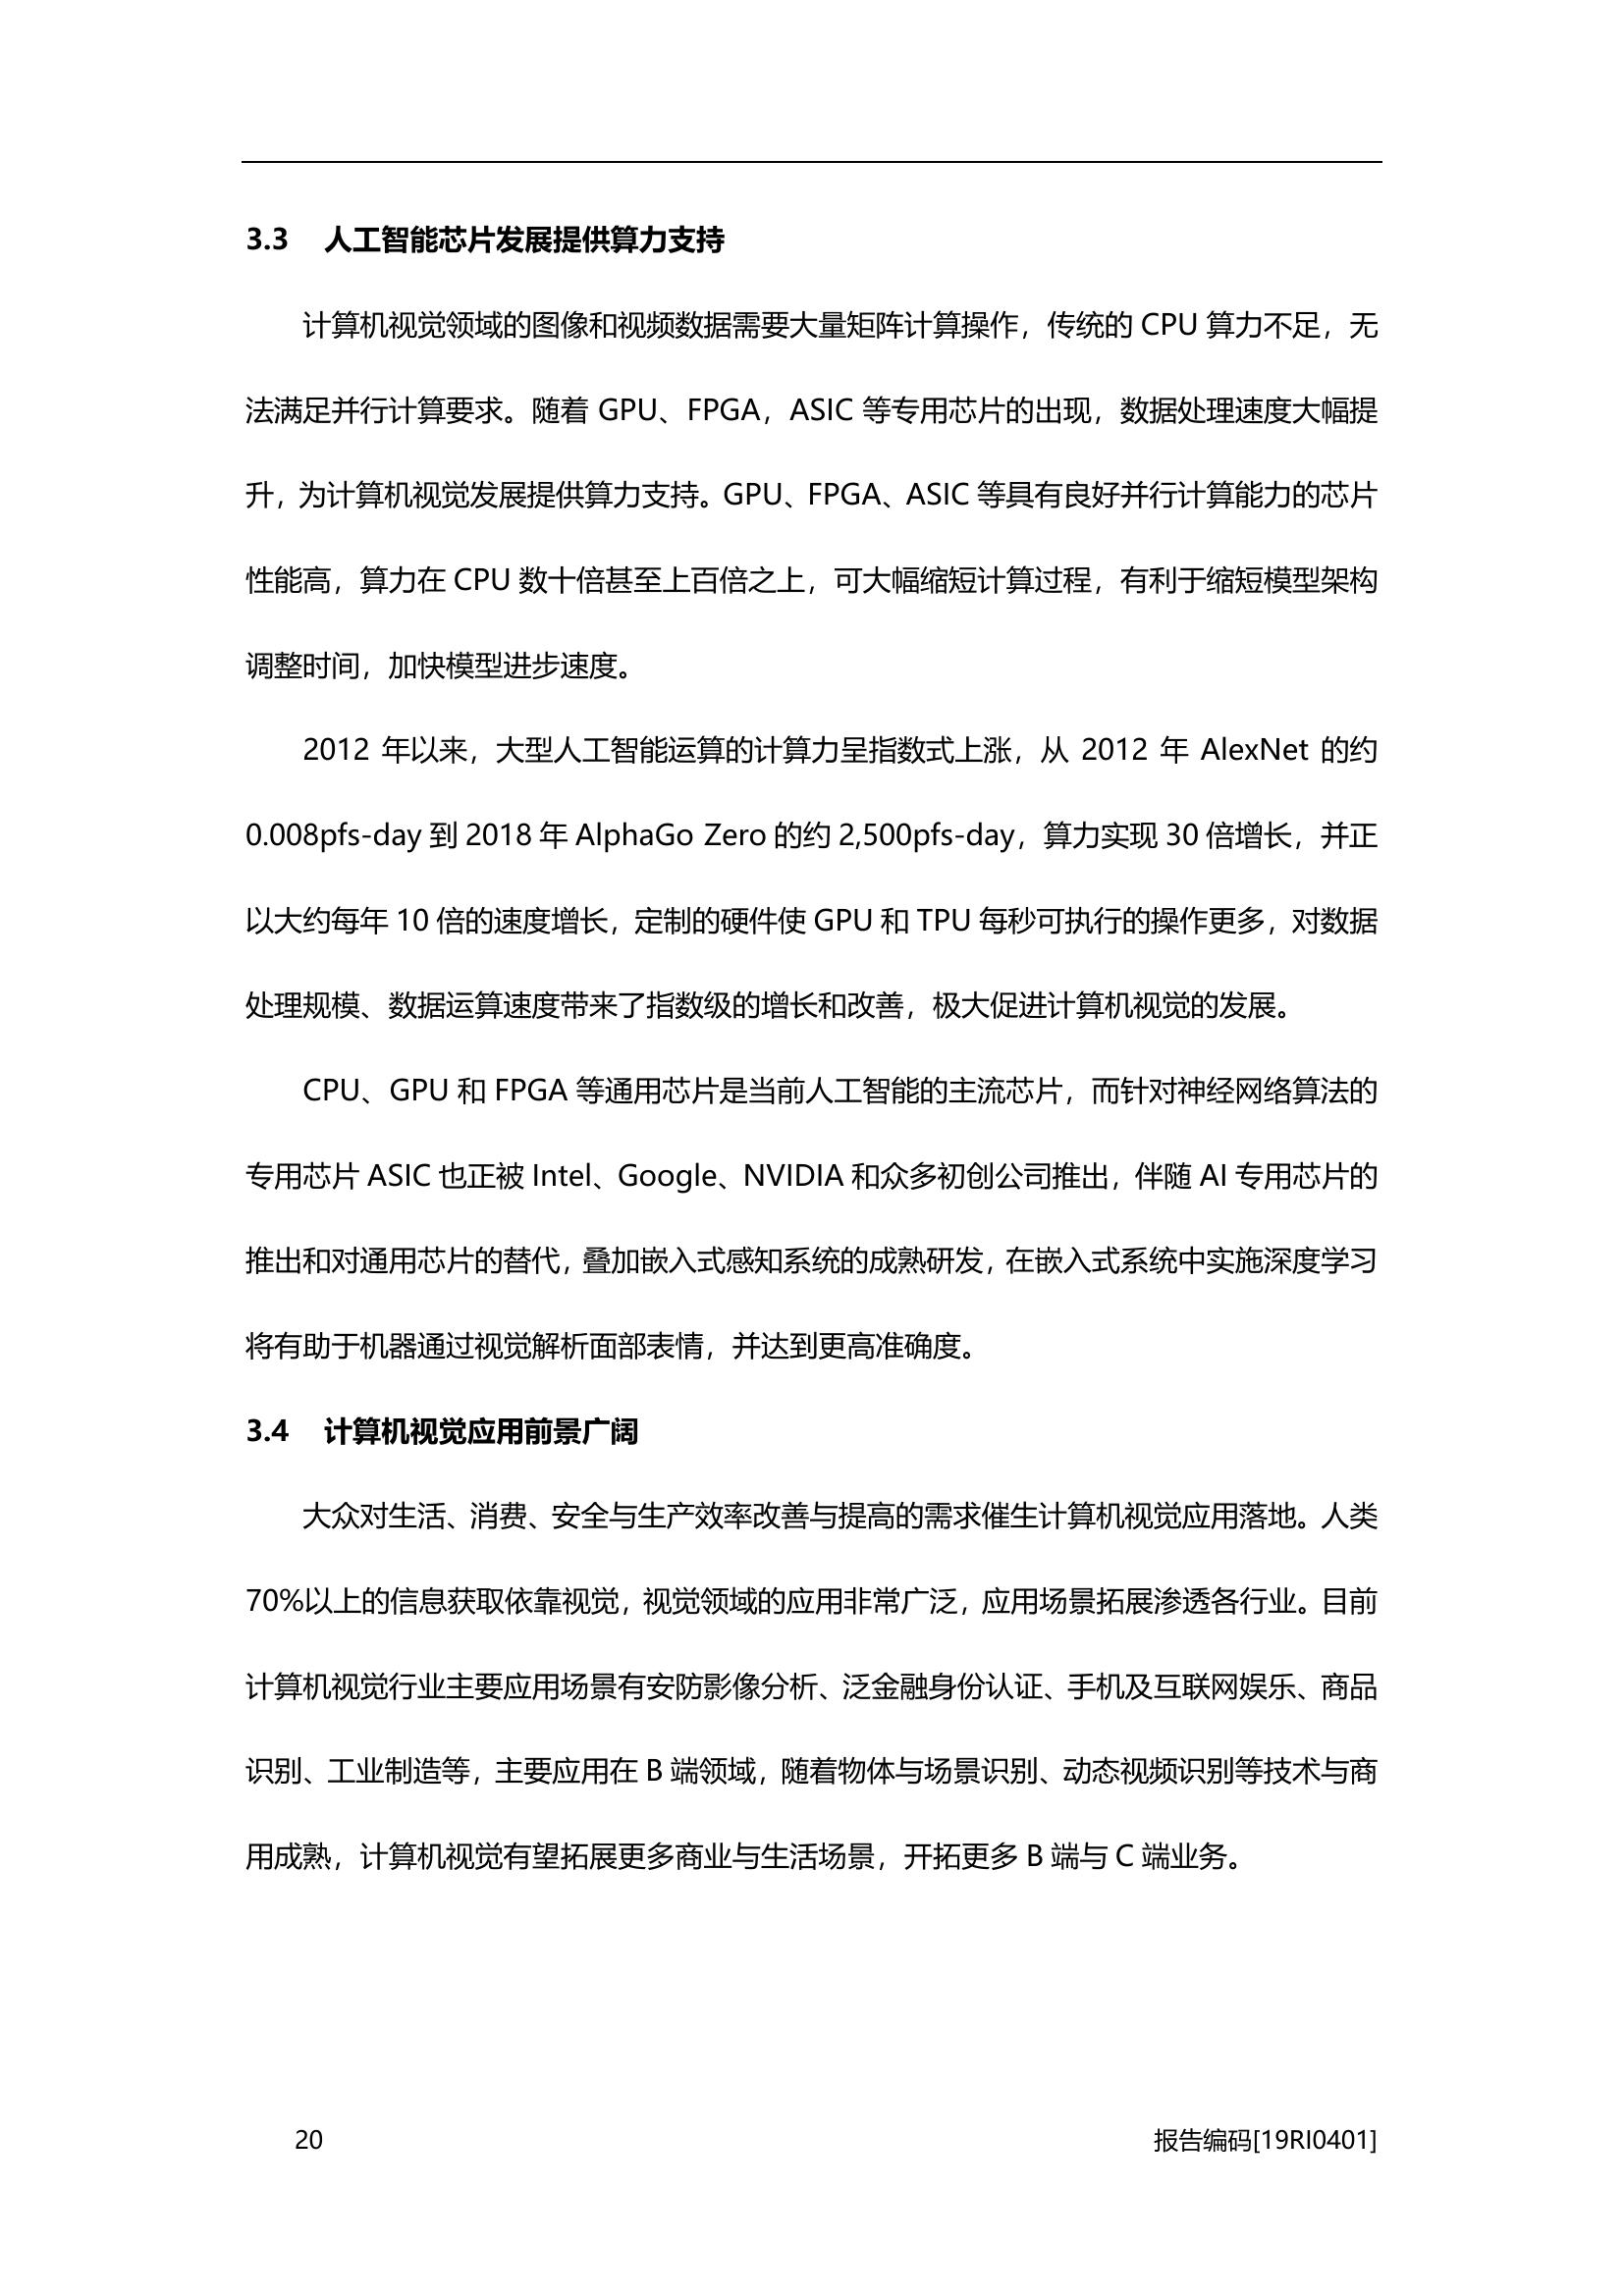 3.3 人工智能芯片发展提供算力支持
计算机视觉领域的图像和视频数据需要大量矩阵计算操作，传统的 CPU 算力不足，无
法满足并行计算要求。随着 GPU、FPGA，ASIC 等专用芯片的出现，数据处理速度大幅提
升，为计算机视觉发展提供算力支持。GPU、FPGA、ASIC 等具有良好并行计算能力的芯片
性能高，算力在 CPU 数十倍甚至上百倍之上，可大幅缩短计算过程，有利于缩短模型架构
调整时间，加快模型进步速度。
2012 年以来，大型人工智能运算的计算力呈指数式上涨，从 2012 年 AlexNet 的约
0.008pfs-day 到 2018 年 AlphaGo Zero 的约 2,500pfs-day，算力实现 30 倍增长，并正
以大约每年 10 倍的速度增长，定制的硬件使 GPU 和 TPU 每秒可执行的操作更多，对数据
处理规模、数据运算速度带来了指数级的增长和改善，极大促进计算机视觉的发展。
CPU、GPU 和 FPGA 等通用芯片是当前人工智能的主流芯片，而针对神经网络算法的
专用芯片 ASIC 也正被 Intel、Google、NVIDIA 和众多初创公司推出，伴随 AI 专用芯片的
推出和对通用芯片的替代，叠加嵌入式感知系统的成熟研发，在嵌入式系统中实施深度学习
将有助于机器通过视觉解析面部表情，并达到更高准确度。
3.4 计算机视觉应用前景广阔
大众对生活、消费、安全与生产效率改善与提高的需求催生计算机视觉应用落地。人类
70%以上的信息获取依靠视觉，视觉领域的应用非常广泛，应用场景拓展渗透各行业。目前
计算机视觉行业主要应用场景有安防影像分析、泛金融身份认证、手机及互联网娱乐、商品
识别、工业制造等，主要应用在 B 端领域，随着物体与场景识别、动态视频识别等技术与商
用成熟，计算机视觉有望拓展更多商业与生活场景，开拓更多 B 端与 C 端业务。
20 报告编码[19RI0401]